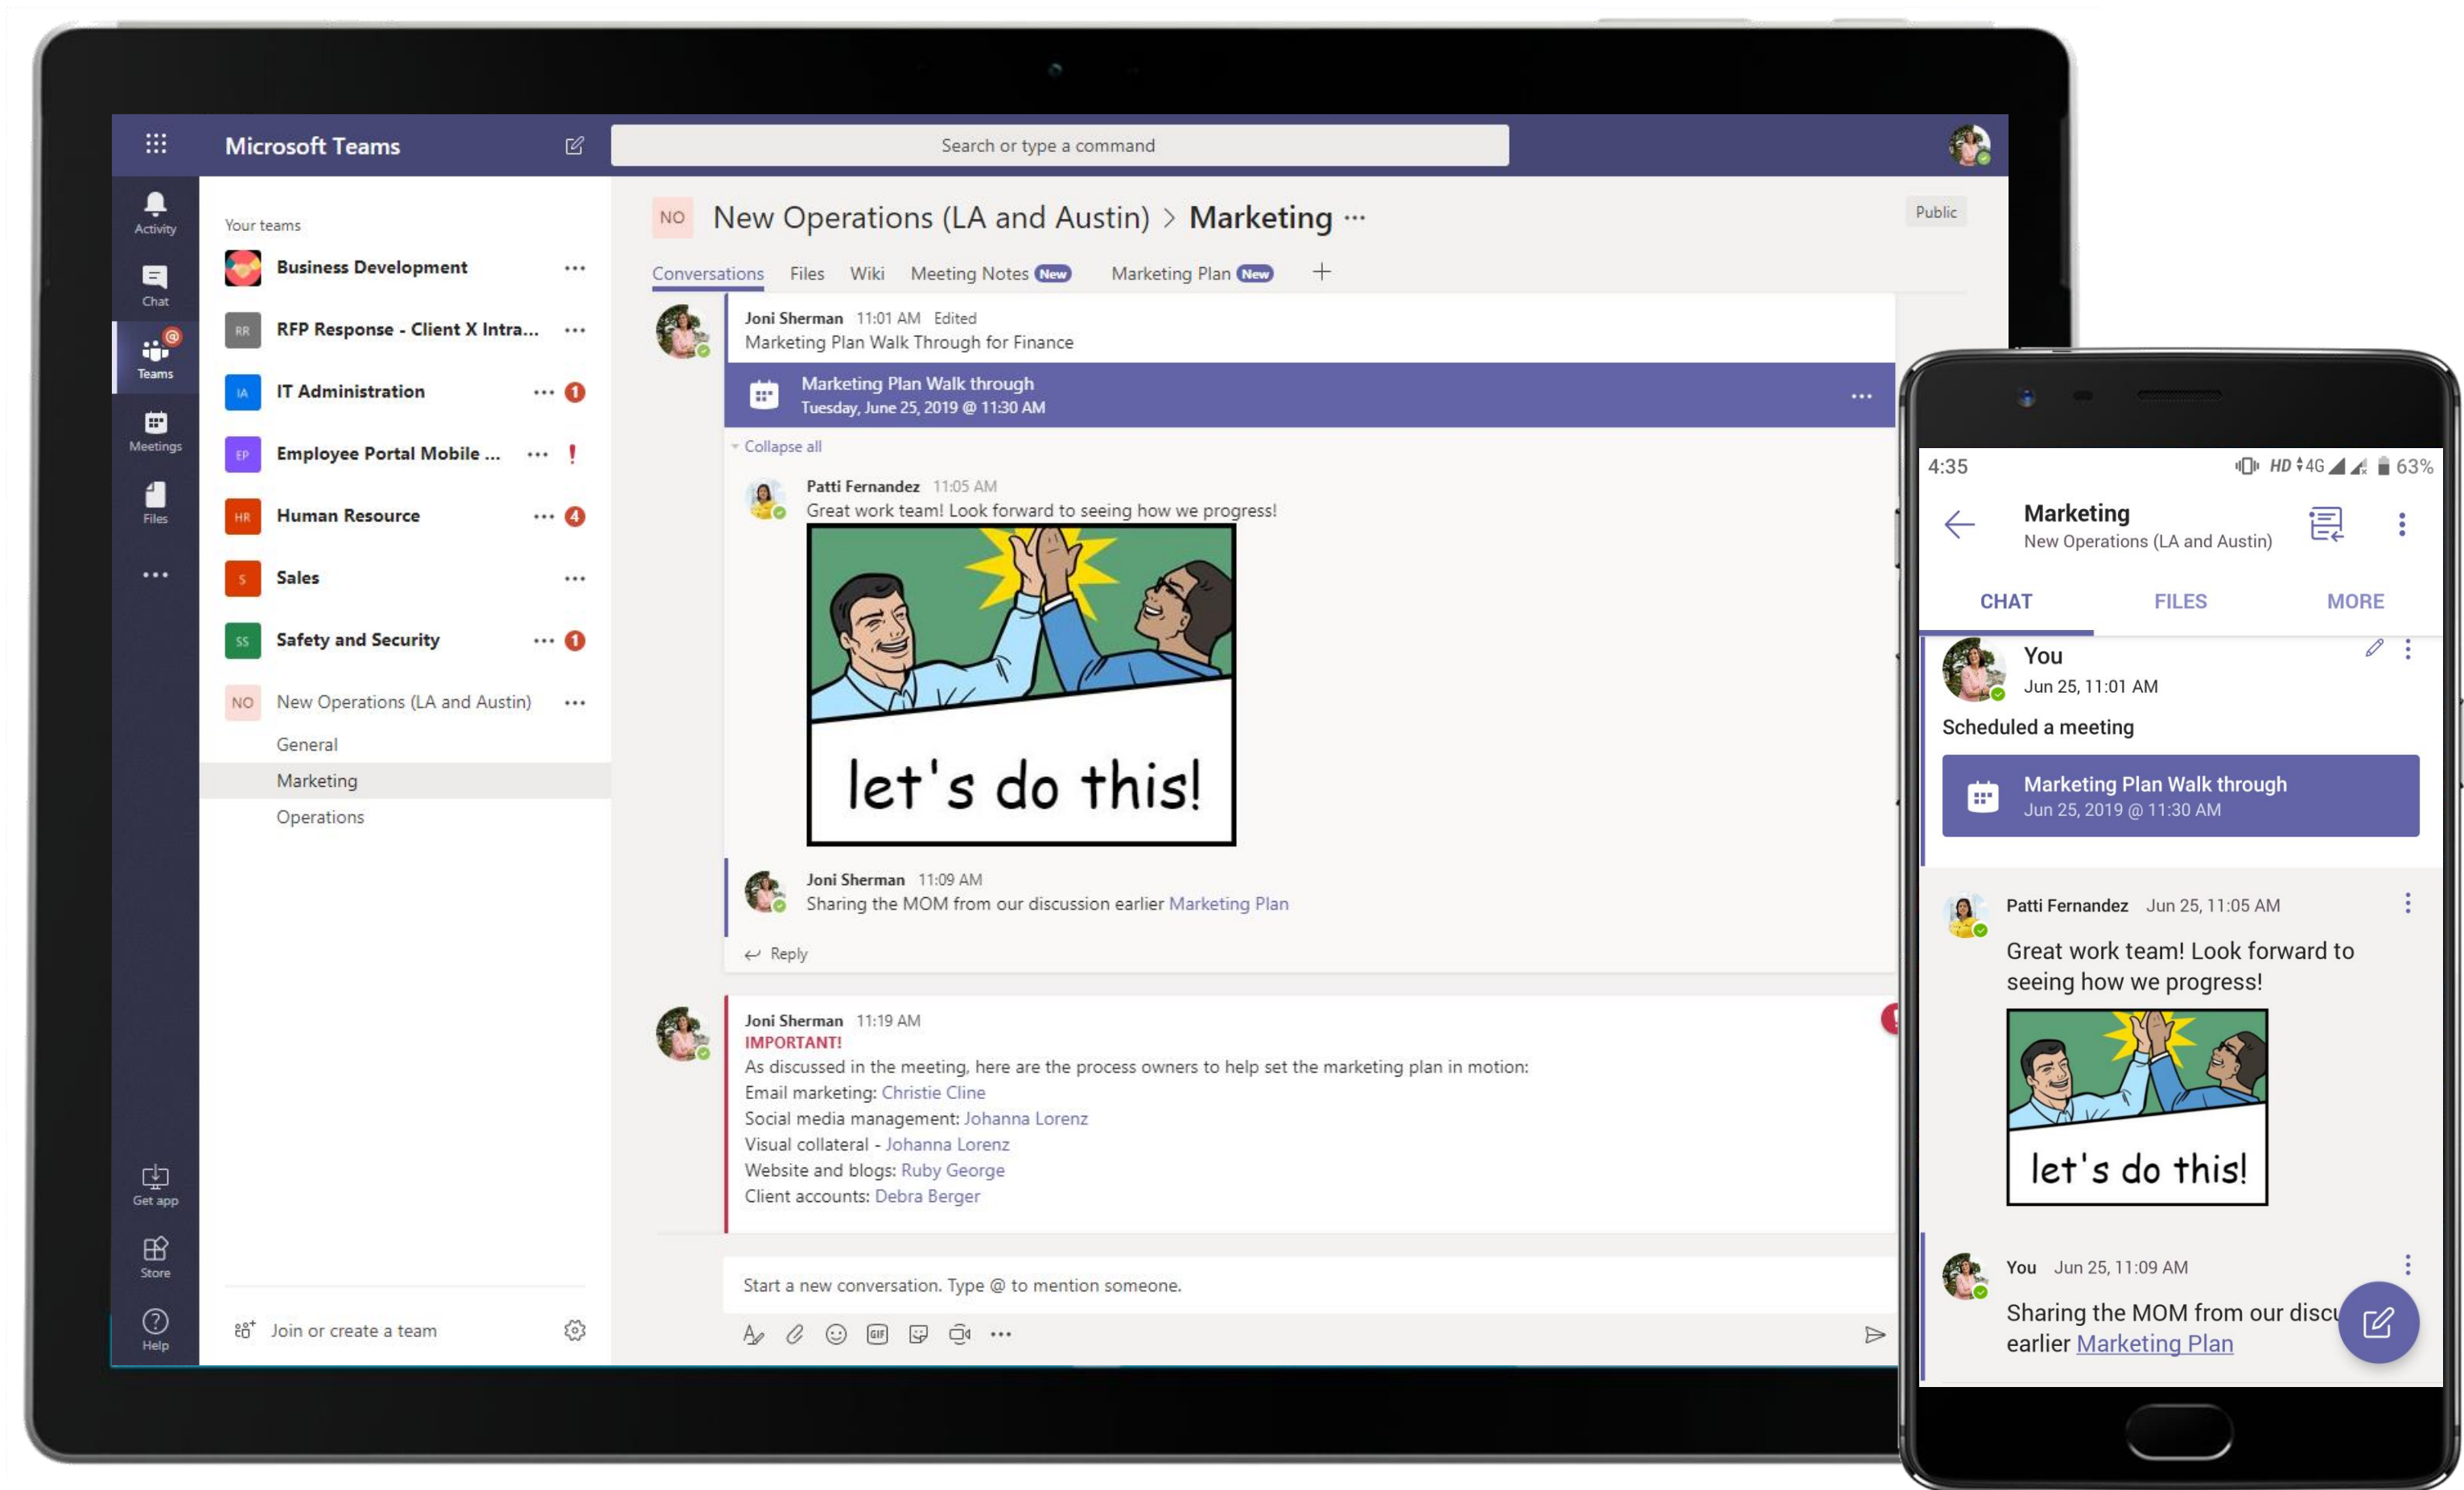 Microsoft Teams
Search or type a command
Activity
Chat
Teams
Meetings
Files
Get app
Store
Help
Your teams
Business Development
RR RFP Response - Client X Intra...
IA IT Administration 1
EP Employee Portal Mobile ... !
HR Human Resource 4
S Sales
SS Safety and Security 1
NO New Operations (LA and Austin)
General
Marketing
Operations
Join or create a team
NO New Operations (LA and Austin) > Marketing ...
Public
Conversations Files Wiki Meeting Notes New Marketing Plan New +
Joni Sherman 11:01 AM Edited
Marketing Plan Walk Through for Finance
Marketing Plan Walk through
Tuesday, June 25, 2019 @ 11:30 AM
Collapse all
Patti Fernandez 11:05 AM
Great work team! Look forward to seeing how we progress!
let's do this!
Joni Sherman 11:09 AM
Sharing the MOM from our discussion earlier Marketing Plan
Reply
Joni Sherman 11:19 AM
IMPORTANT!
As discussed in the meeting, here are the process owners to help set the marketing plan in motion:
Email marketing: Christie Cline
Social media management: Johanna Lorenz
Visual collateral - Johanna Lorenz
Website and blogs: Ruby George
Client accounts: Debra Berger
Start a new conversation. Type @ to mention someone.
GIF
4:35 HD 4G 63%
Marketing
New Operations (LA and Austin)
CHAT FILES MORE
You
Jun 25, 11:01 AM
Scheduled a meeting
Marketing Plan Walk through
Jun 25, 2019 @ 11:30 AM
Patti Fernandez Jun 25, 11:05 AM
Great work team! Look forward to
seeing how we progress!
let's do this!
You Jun 25, 11:09 AM
Sharing the MOM from our discu
earlier Marketing Plan